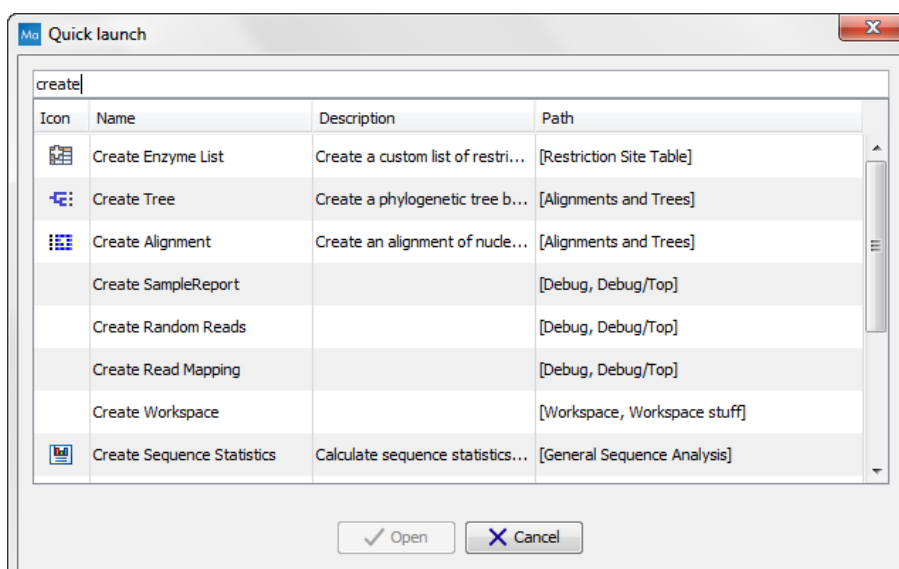 Ma Quick launch
create
Icon Name Description Path
Create Enzyme List Create a custom list of restri... [Restriction Site Table]
Create Tree Create a phylogenetic tree b... [Alignments and Trees]
Create Alignment Create an alignment of nucle... [Alignments and Trees]
Create SampleReport [Debug, Debug/Top]
Create Random Reads [Debug, Debug/Top]
Create Read Mapping [Debug, Debug/Top]
Create Workspace [Workspace, Workspace stuff]
Create Sequence Statistics Calculate sequence statistics... [General Sequence Analysis]
Open Cancel